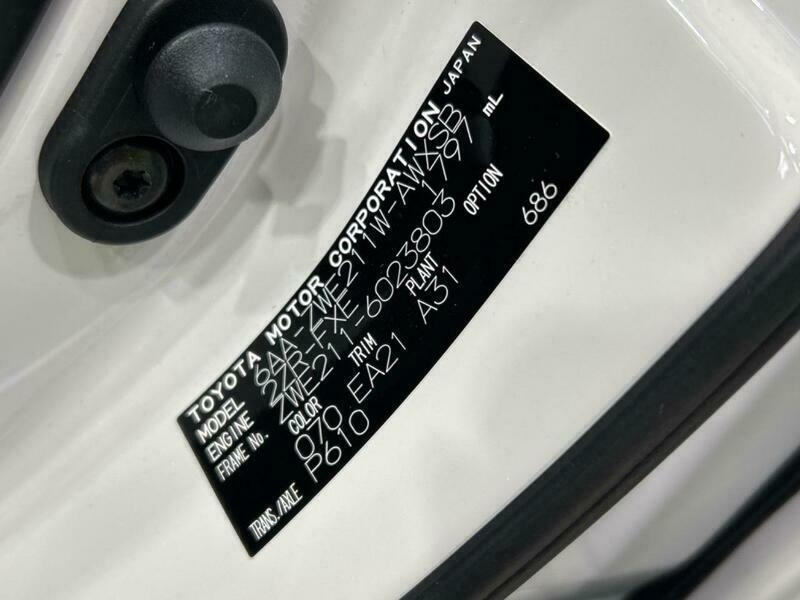 TOYOTA MOTOR CORPORATION JAPAN
MODEL 6AA-ZWE211W-AWXSB
ENGINE 2ZR-FXE 1797 mL
FRAME No. ZWE211-6023803
COLOR TRIM PLANT OPTION
070 EA21 A31 686
TRANS./AXLE P610